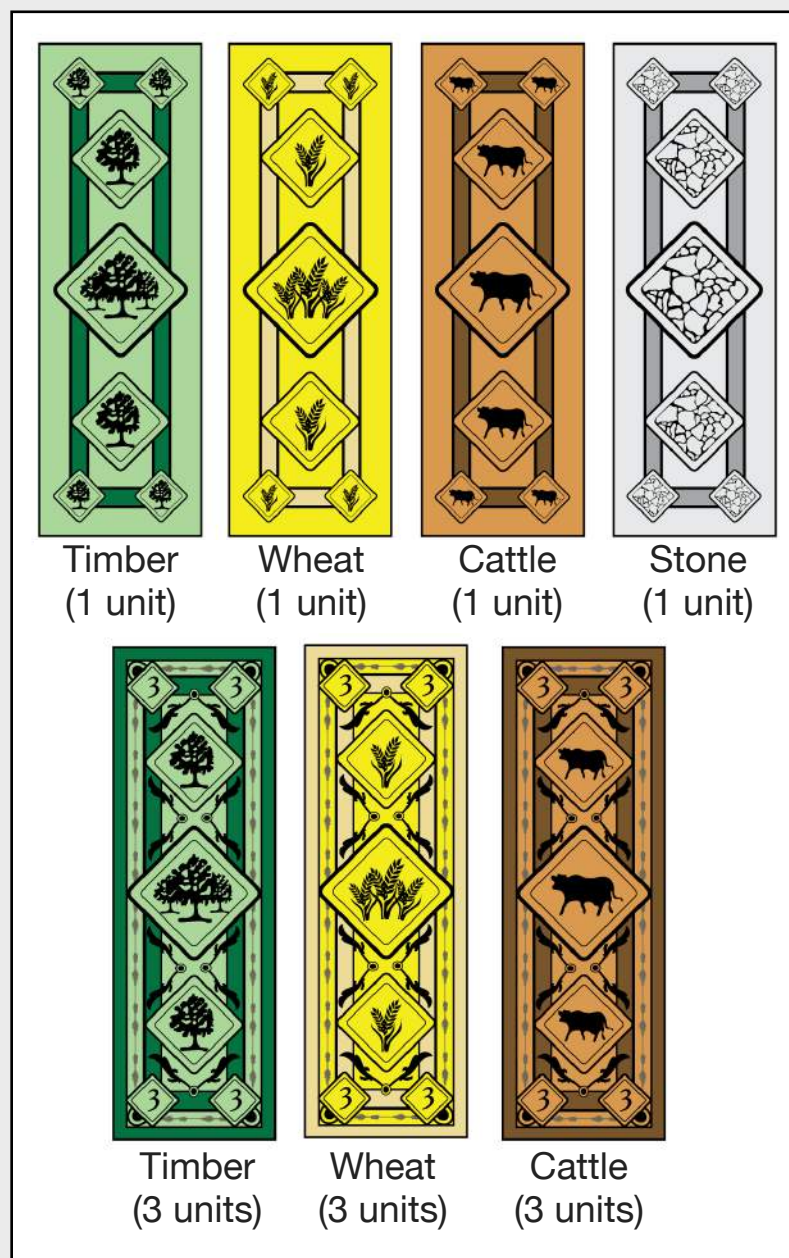 Timber Wheat Cattle Stone
(1 unit) (1 unit) (1 unit) (1 unit)
3 3 3 3 3 3
3 3 3 3 3 3
Timber Wheat Cattle
(3 units) (3 units) (3 units)